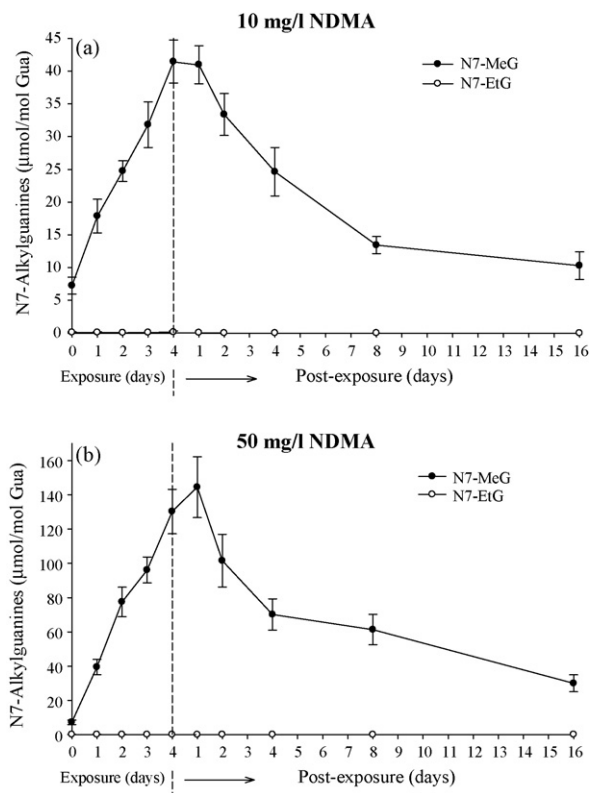 10 mg/l NDMA
(a)
N7-MeG
N7-EtG
N7-Alkylguanines (μmol/mol Gua)
45
40
35
30
25
20
15
10
5
0
0 1 2 3 4 1 2 3 4 5 6 7 8 9 10 11 12 13 14 15 16
Exposure (days) Post-exposure (days)
50 mg/l NDMA
(b)
N7-MeG
N7-EtG
N7-Alkylguanines (μmol/mol Gua)
160
140
120
100
80
60
40
20
0
0 1 2 3 4 1 2 3 4 5 6 7 8 9 10 11 12 13 14 15 16
Exposure (days) Post-exposure (days)